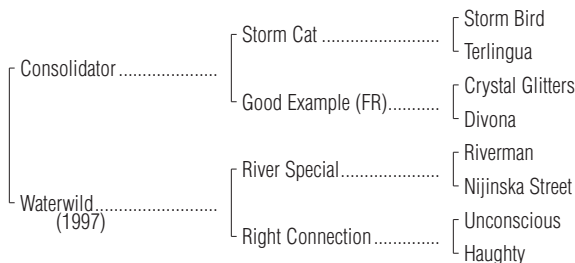 Storm Bird
Storm Cat ........................
Terlingua
Consolidator ....................
Crystal Glitters
Good Example (FR)...........
Divona
Riverman
River Special....................
Nijinska Street
Waterwild.........................
(1997)
Unconscious
Right Connection .............
Haughty